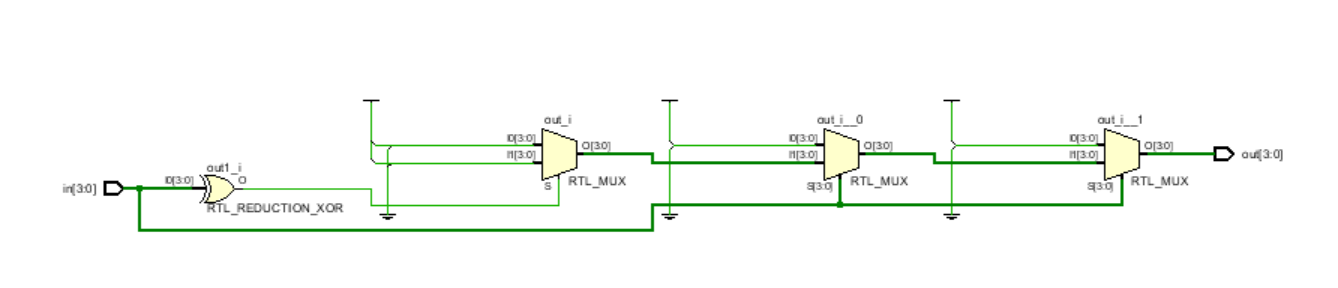 in[3:0]
I0[3:0]
out1_i
O
RTL_REDUCTION_XOR
out_i
I0[3:0]
I1[3:0]
O[3:0]
S
RTL_MUX
out_i__0
I0[3:0]
I1[3:0]
O[3:0]
S[3:0]
RTL_MUX
out_i__1
I0[3:0]
I1[3:0]
O[3:0]
S[3:0]
RTL_MUX
out[3:0]